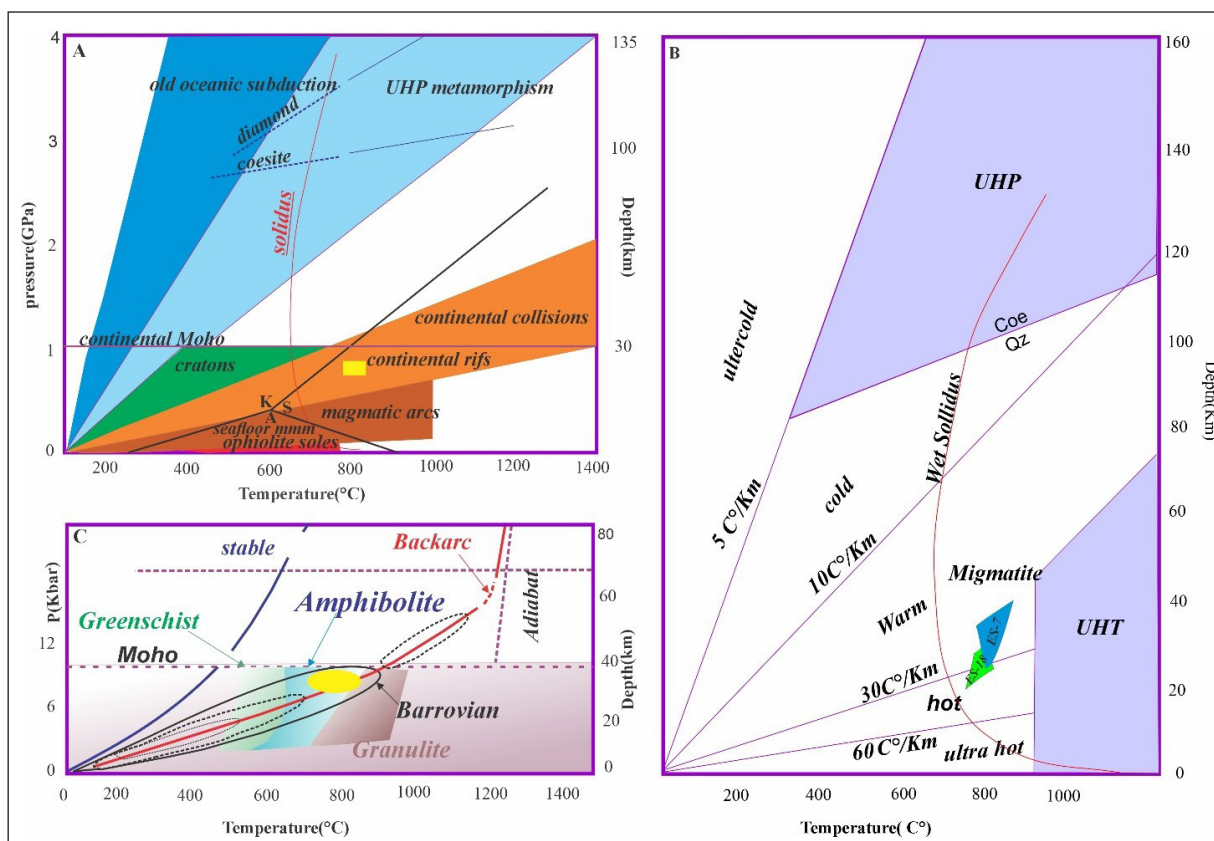 A
4
3
2
1
0
pressure(GPa)
135
100
30
Depth(km)
old oceanic subduction
UHP metamorphism
diamond
coesite
solidus
continental Moho
continental collisions
cratons
continental rifs
K
S
A
magmatic arcs
seafloor mmm
ophiolite soles
200
400
600
800
1000
1200
1400
Temperature(°C)
B
160
140
120
100
80
60
40
20
0
Depth(Km)
UHP
Coe
Qz
ultercold
Wet Sollidus
5 C°/Km
cold
10C°/Km
Migmatite
Warm
ES-7
ES-18
UHT
30C°/Km
hot
60 C°/Km
ultra hot
200
400
600
800
1000
Temperature( C°)
C
P(Kbar)
12
6
0
80
60
40
20
0
Depth(km)
stable
Backarc
Greenschist
Amphibolite
Adiabat
Moho
Barrovian
Granulite
0
200
400
600
800
1000
1200
1400
Temperature(°C)